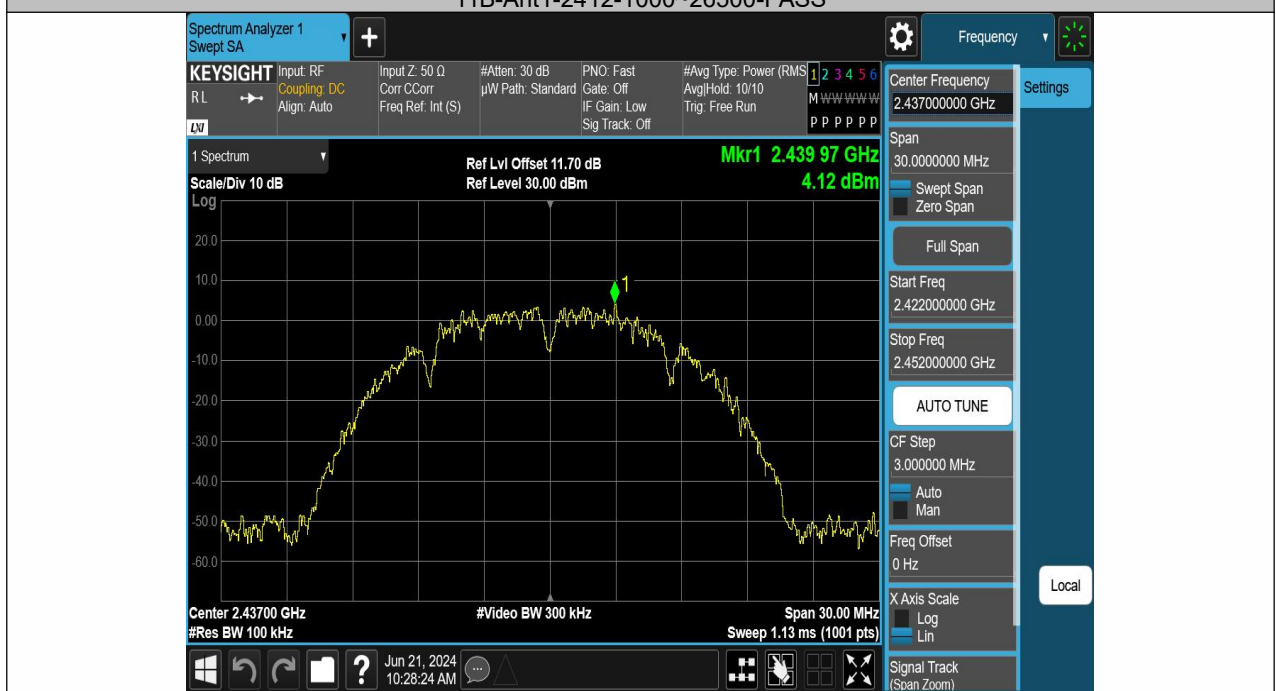 11B-Ant1-2412-1000~26500-PASS
Spectrum Analyzer 1
Swept SA
Frequency
KEYSIGHT
RL
LXI
Input: RF
Coupling: DC
Align: Auto
Input Z: 50 Ω
Corr CCorr
Freq Ref: Int (S)
#Atten: 30 dB
µW Path: Standard
PNO: Fast
Gate: Off
IF Gain: Low
Sig Track: Off
#Avg Type: Power (RMS
Avg|Hold: 10/10
Trig: Free Run
1 2 3 4 5 6
M W W W W W
P P P P P P
1 Spectrum
Scale/Div 10 dB
Log
Ref Lvl Offset 11.70 dB
Ref Level 30.00 dBm
Mkr1 2.439 97 GHz
4.12 dBm
20.0
10.0
0.00
-10.0
-20.0
-30.0
-40.0
-50.0
-60.0
1
Center 2.43700 GHz
#Res BW 100 kHz
#Video BW 300 kHz
Span 30.00 MHz
Sweep 1.13 ms (1001 pts)
Jun 21, 2024
10:28:24 AM
Center Frequency
2.437000000 GHz
Settings
Span
30.0000000 MHz
Swept Span
Zero Span
Full Span
Start Freq
2.422000000 GHz
Stop Freq
2.452000000 GHz
AUTO TUNE
CF Step
3.000000 MHz
Auto
Man
Freq Offset
0 Hz
X Axis Scale
Log
Lin
Local
Signal Track
(Span Zoom)